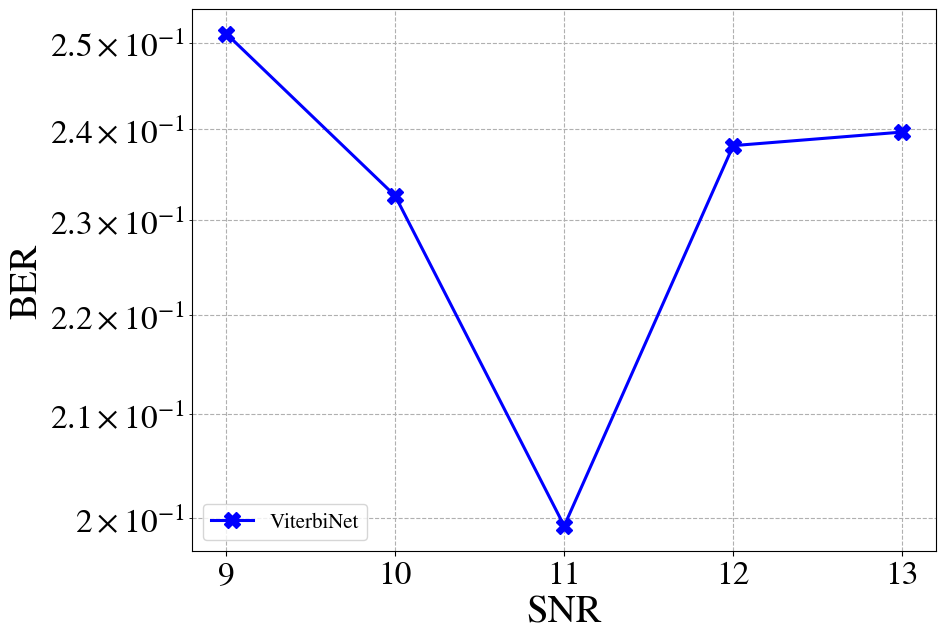 2.5 × 10⁻¹
2.4 × 10⁻¹
2.3 × 10⁻¹
2.2 × 10⁻¹
2.1 × 10⁻¹
2 × 10⁻¹
BER
ViterbiNet
9 10 11 12 13
SNR